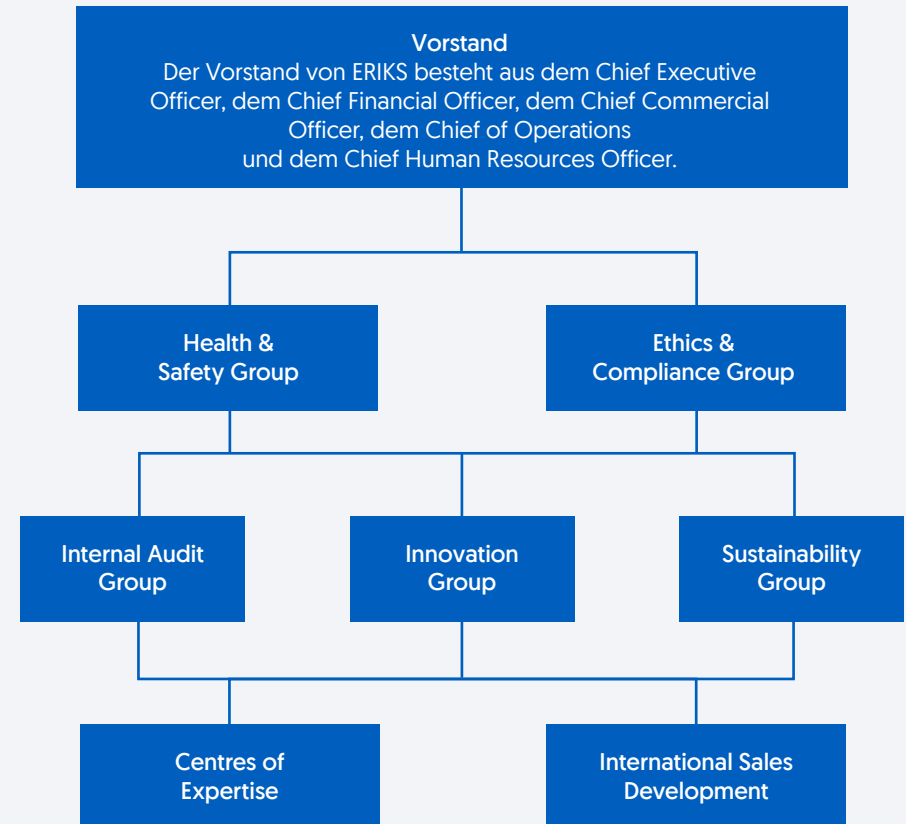 Vorstand
Der Vorstand von ERIKS besteht aus dem Chief Executive
Officer, dem Chief Financial Officer, dem Chief Commercial
Officer, dem Chief of Operations
und dem Chief Human Resources Officer.
Health &
Safety Group
Ethics &
Compliance Group
Internal Audit
Group
Innovation
Group
Sustainability
Group
Centres of
Expertise
International Sales
Development